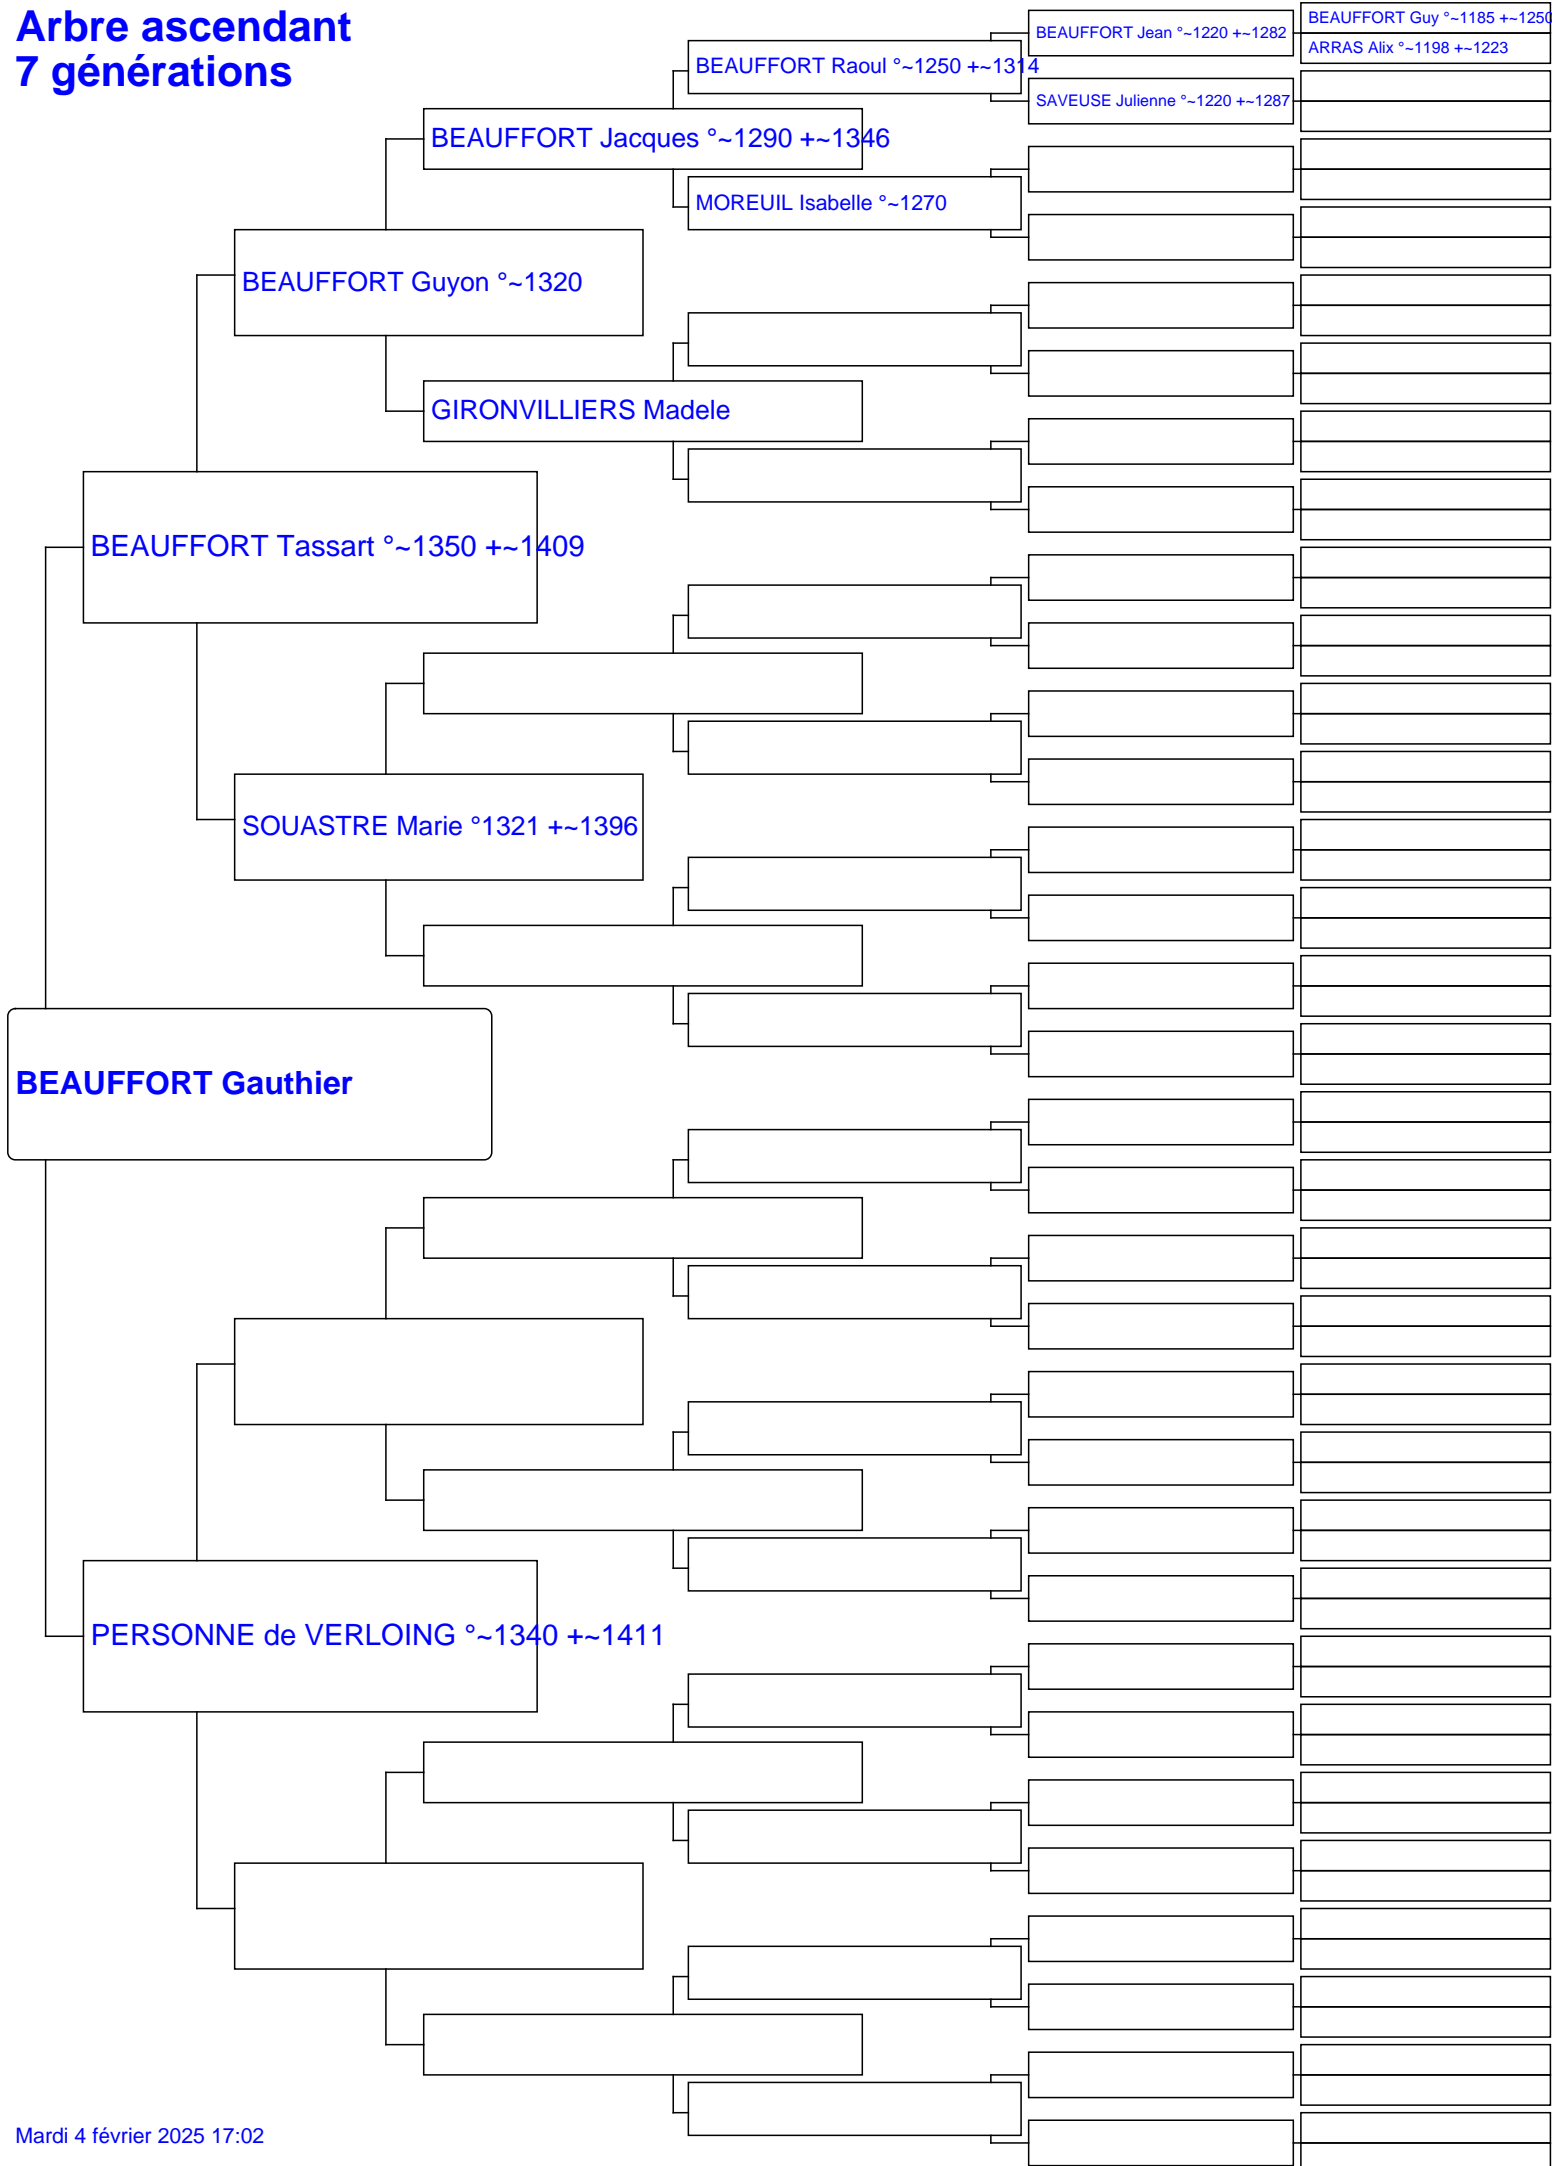 Arbre ascendant
7 générations
BEAUFFORT Guy °~1185 +~1250
BEAUFFORT Jean °~1220 +~1282
ARRAS Alix °~1198 +~1223
BEAUFFORT Raoul °~1250 +~1314
SAVEUSE Julienne °~1220 +~1287
BEAUFFORT Jacques °~1290 +~1346
MOREUIL Isabelle °~1270
BEAUFFORT Guyon °~1320
GIRONVILLIERS Madele
BEAUFFORT Tassart °~1350 +~1409
SOUASTRE Marie °1321 +~1396
BEAUFFORT Gauthier
PERSONNE de VERLOING °~1340 +~1411
Mardi 4 février 2025 17:02